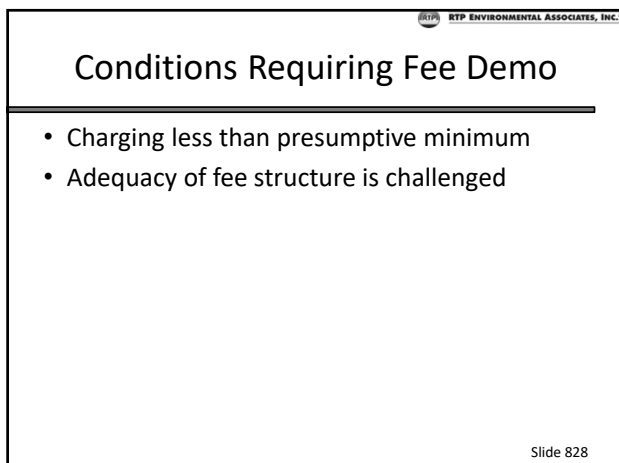 RTP RTP ENVIRONMENTAL ASSOCIATES, INC.
Conditions Requiring Fee Demo
• Charging less than presumptive minimum
• Adequacy of fee structure is challenged
Slide 828